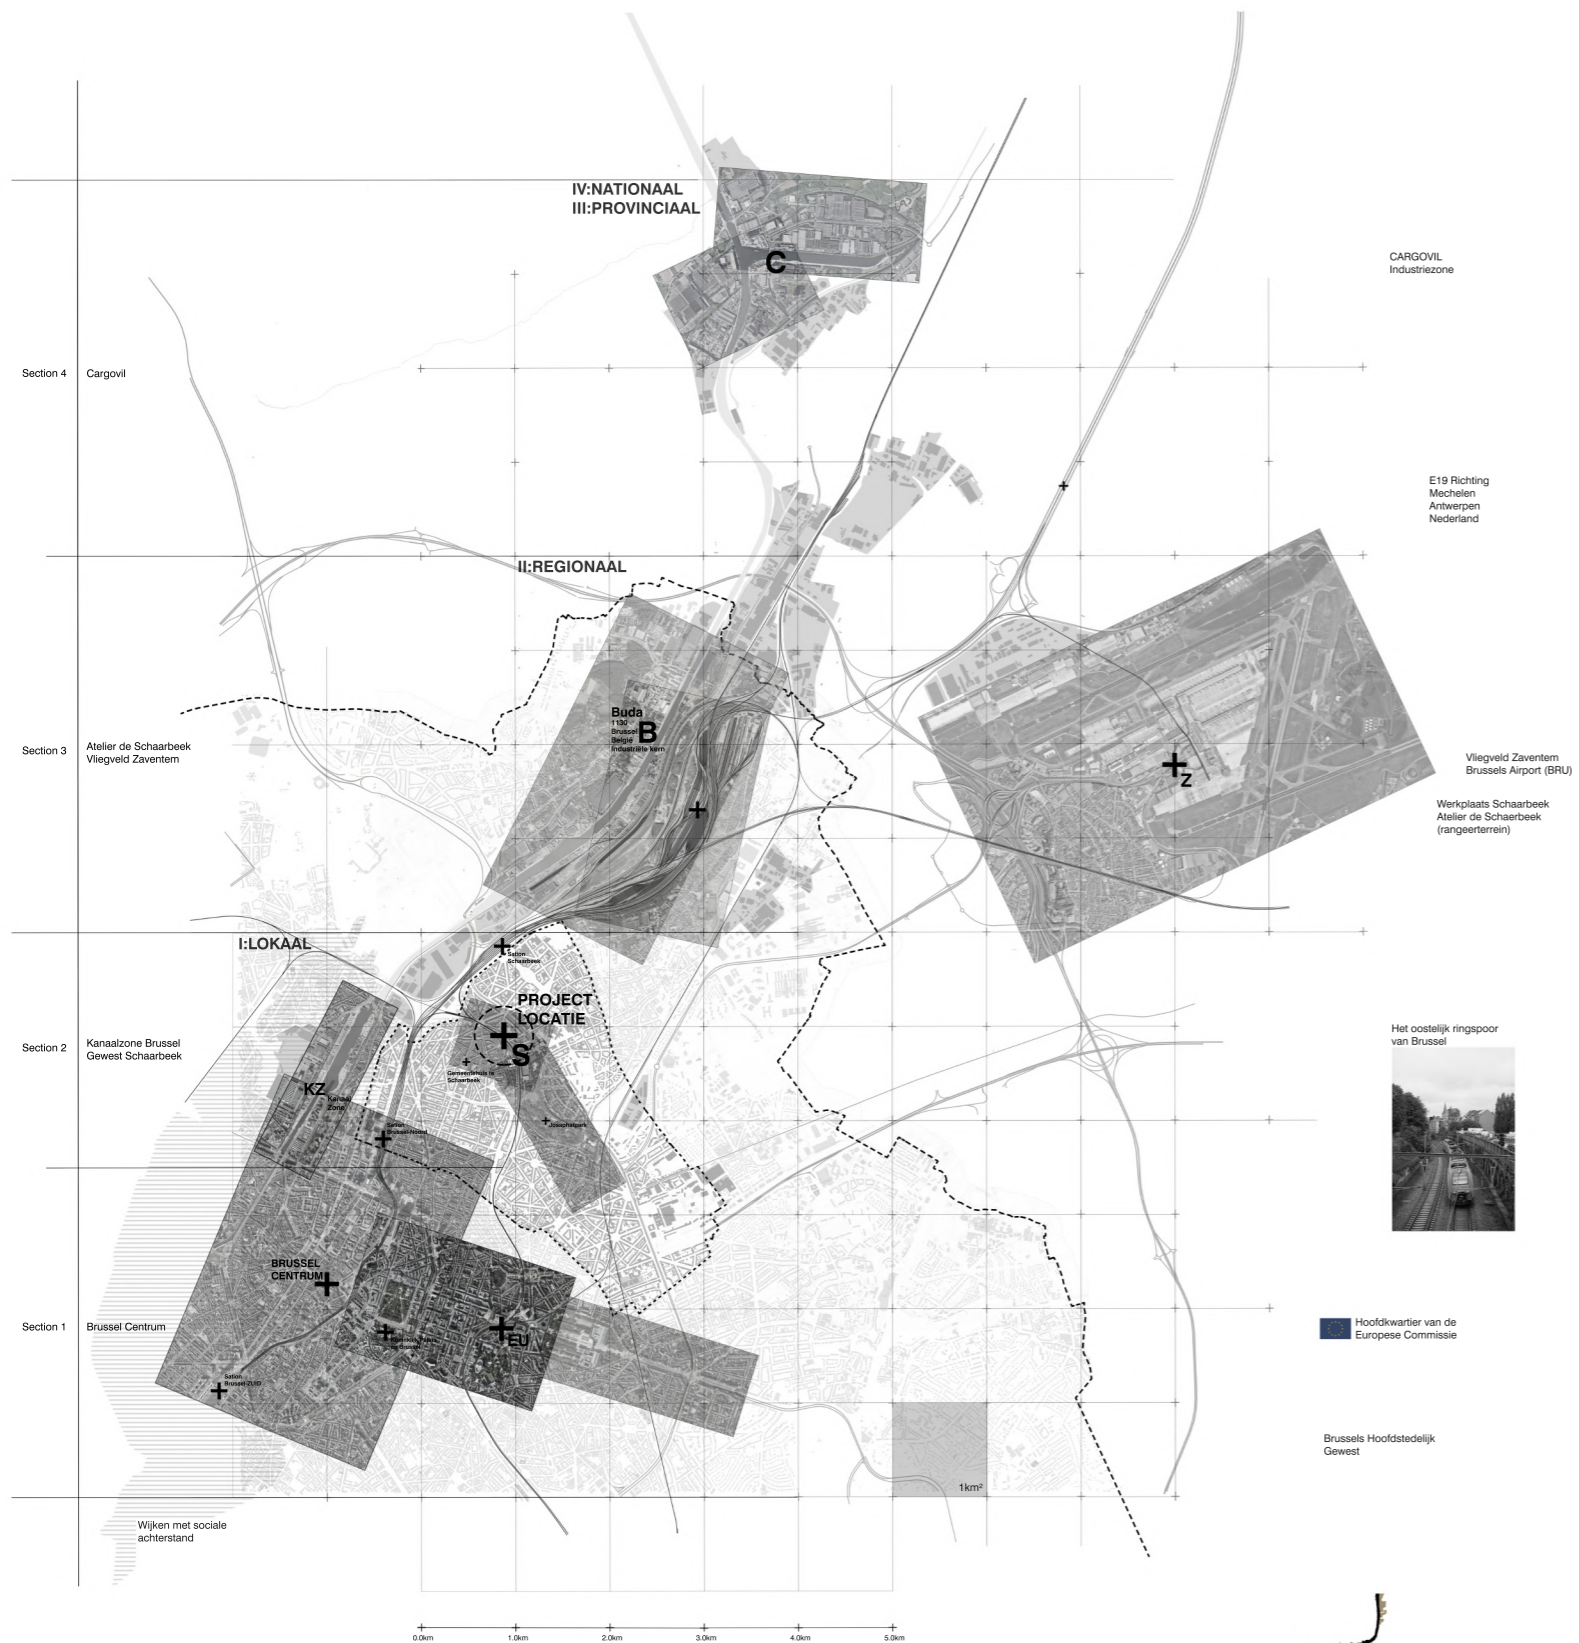 IV:NATIONAAL
III:PROVINCIAAL
C
CARGOVIL
Industriezone
Section 4
Cargovil
E19 Richting
Mechelen
Antwerpen
Nederland
II:REGIONAAL
Buda
1130
Brussel
België
Industriële kern
B
Section 3
Atelier de Schaarbeek
Vliegveld Zaventem
Z
Vliegveld Zaventem
Brussels Airport (BRU)
Werkplaats Schaarbeek
Atelier de Schaarbeek
(rangeerterrein)
I:LOKAAL
Sation
Schaarbeek
PROJECT
LOCATIE
S
Gemeentehuis te
Schaarbeek
Section 2
Kanaalzone Brussel
Gewest Schaarbeek
Het oostelijk ringspoor
van Brussel
KZ
Kanaal
Zone
Josaphatpark
Sation
Brussel-Noord
BRUSSEL
CENTRUM
EU
Section 1
Brussel Centrum
Hoofdkwartier van de
Europese Commissie
Sation
Brussel-ZUID
Brussels Hoofdstedelijk
Gewest
1km²
Wijken met sociale
achterstand
0.0km
1.0km
2.0km
3.0km
4.0km
5.0km